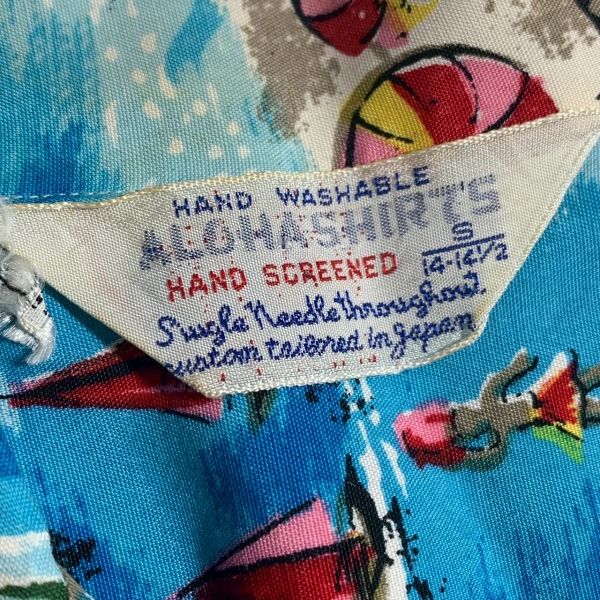 HAND WASHABLE
ALOHASHIRTS
HAND SCREENED
S
14-14½
Single Needle throughout
custom tailored in Japan